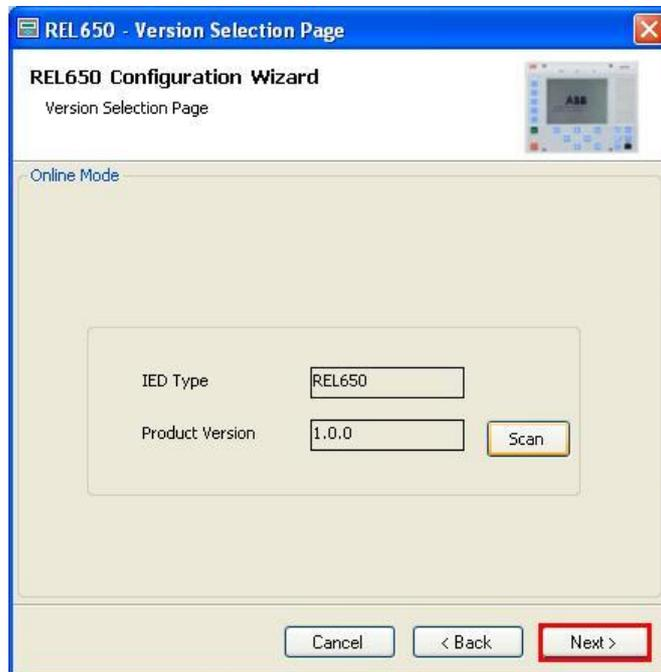 REL650 - Version Selection Page
REL650 Configuration Wizard
Version Selection Page
ABB
Online Mode
IED Type REL650
Product Version 1.0.0 Scan
Cancel < Back Next >